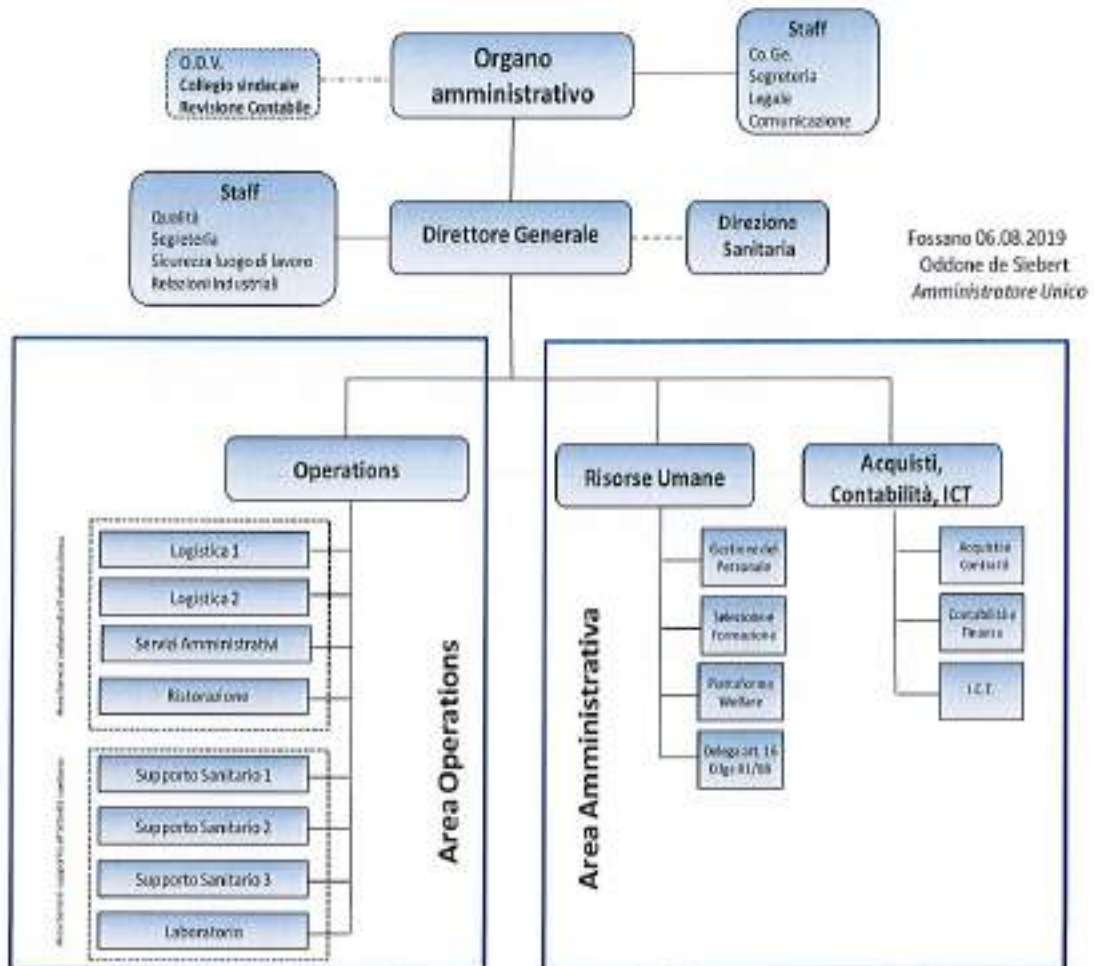 O.D.V.
Collegio sindacale
Revisione Contabile
Organo
amministrativo
Staff
Co.Ge.
Segreteria
Legale
Comunicazione
Staff
Qualità
Segreteria
Sicurezza luogo di lavoro
Relazioni Industriali
Direttore Generale
Direzione
Sanitaria
Fossano 06.08.2019
Oddone de Siebert
Amministratore Unico
Operations
Logistica 1
Logistica 2
Servizi Amministrativi
Ristorazione
Supporto Sanitario 1
Supporto Sanitario 2
Supporto Sanitario 3
Laboratorio
Area Operations
Area Amministrativa
Risorse Umane
Gestione del
Personale
Selezione e
Formazione
Piattaforma
Welfare
Delega art. 16
Acquisti,
Contabilità, ICT
Acquisti e
Contratti
Contabilità e
Finanza
I.C.T.